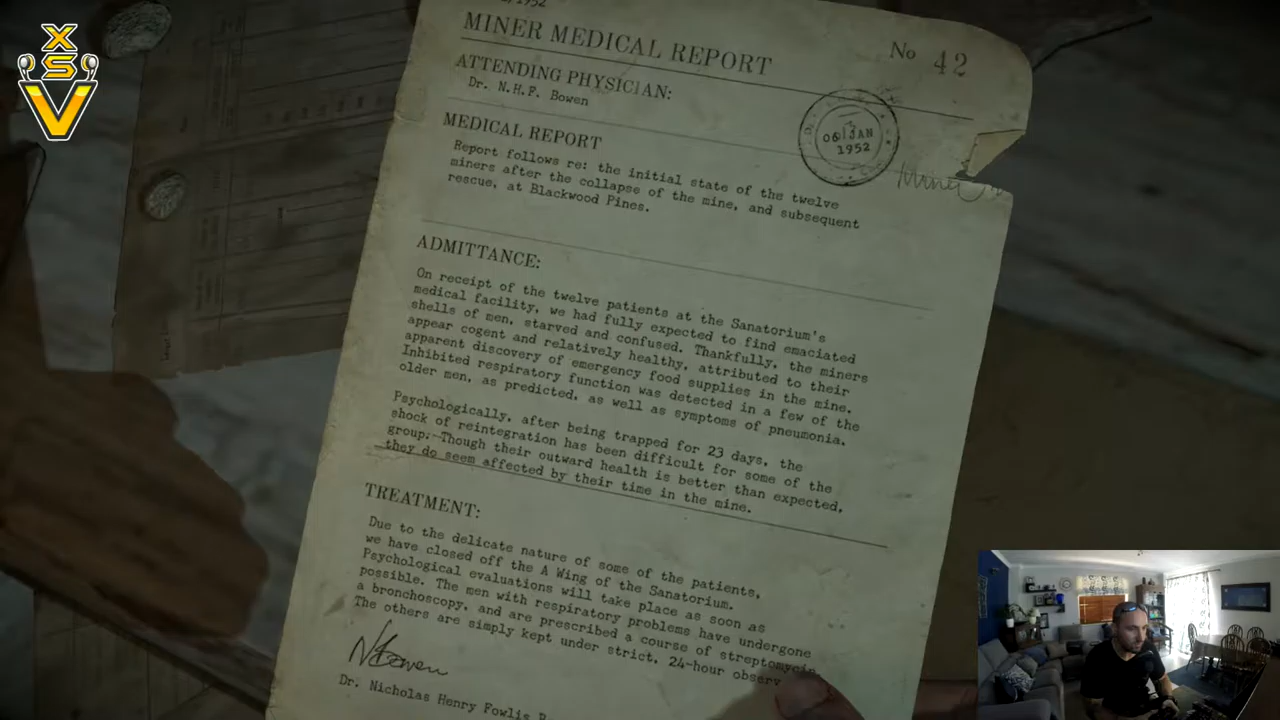 XSV
1952
MINER MEDICAL REPORT
No 42
ATTENDING PHYSICIAN:
Dr. N.H.F. Bowen
06 JAN
1952
MEDICAL REPORT
Report follows re: the initial state of the twelve
miners after the collapse of the mine, and subsequent
rescue, at Blackwood Pines.
Miner
ADMITTANCE:
On receipt of the twelve patients at the Sanatorium's
medical facility, we had fully expected to find emaciated
shells of men, starved and confused. Thankfully, the miners
appear cogent and relatively healthy, attributed to their
apparent discovery of emergency food supplies in the mine.
Inhibited respiratory function was detected in a few of the
older men, as predicted, as well as symptoms of pneumonia.
Psychologically, after being trapped for 23 days, the
shock of reintegration has been difficult for some of the
group. Though their outward health is better than expected,
they do seem affected by their time in the mine.
TREATMENT:
Due to the delicate nature of some of the patients,
we have closed off the A Wing of the Sanatorium.
Psychological evaluations will take place as soon as
possible. The men with respiratory problems have undergone
a bronchoscopy, and are prescribed a course of streptomycin.
The others are simply kept under strict, 24-hour observ
NBowen
Dr. Nicholas Henry Fowlis B